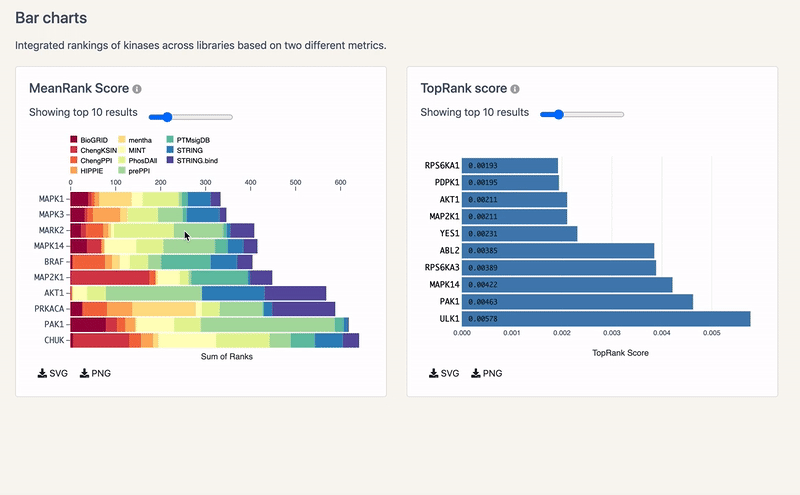 Bar charts
Integrated rankings of kinases across libraries based on two different metrics.
MeanRank Score
Showing top 10 results
BioGRID mentha PTMsigDB
ChengKSIN MINT STRING
ChengPPI PhosDAll STRING.bind
HIPPIE prePPI
0 100 200 300 400 500 600
MAPK1
MAPK3
MARK2
MAPK14
BRAF
MAP2K1
AKT1
PRKACA
PAK1
CHUK
Sum of Ranks
SVG PNG
TopRank score
Showing top 10 results
RPS6KA1 0.00193
PDPK1 0.00195
AKT1 0.00211
MAP2K1 0.00211
YES1 0.00231
ABL2 0.00385
RPS6KA3 0.00389
MAPK14 0.00422
PAK1 0.00463
ULK1 0.00578
0.000 0.001 0.002 0.003 0.004 0.005
TopRank Score
SVG PNG